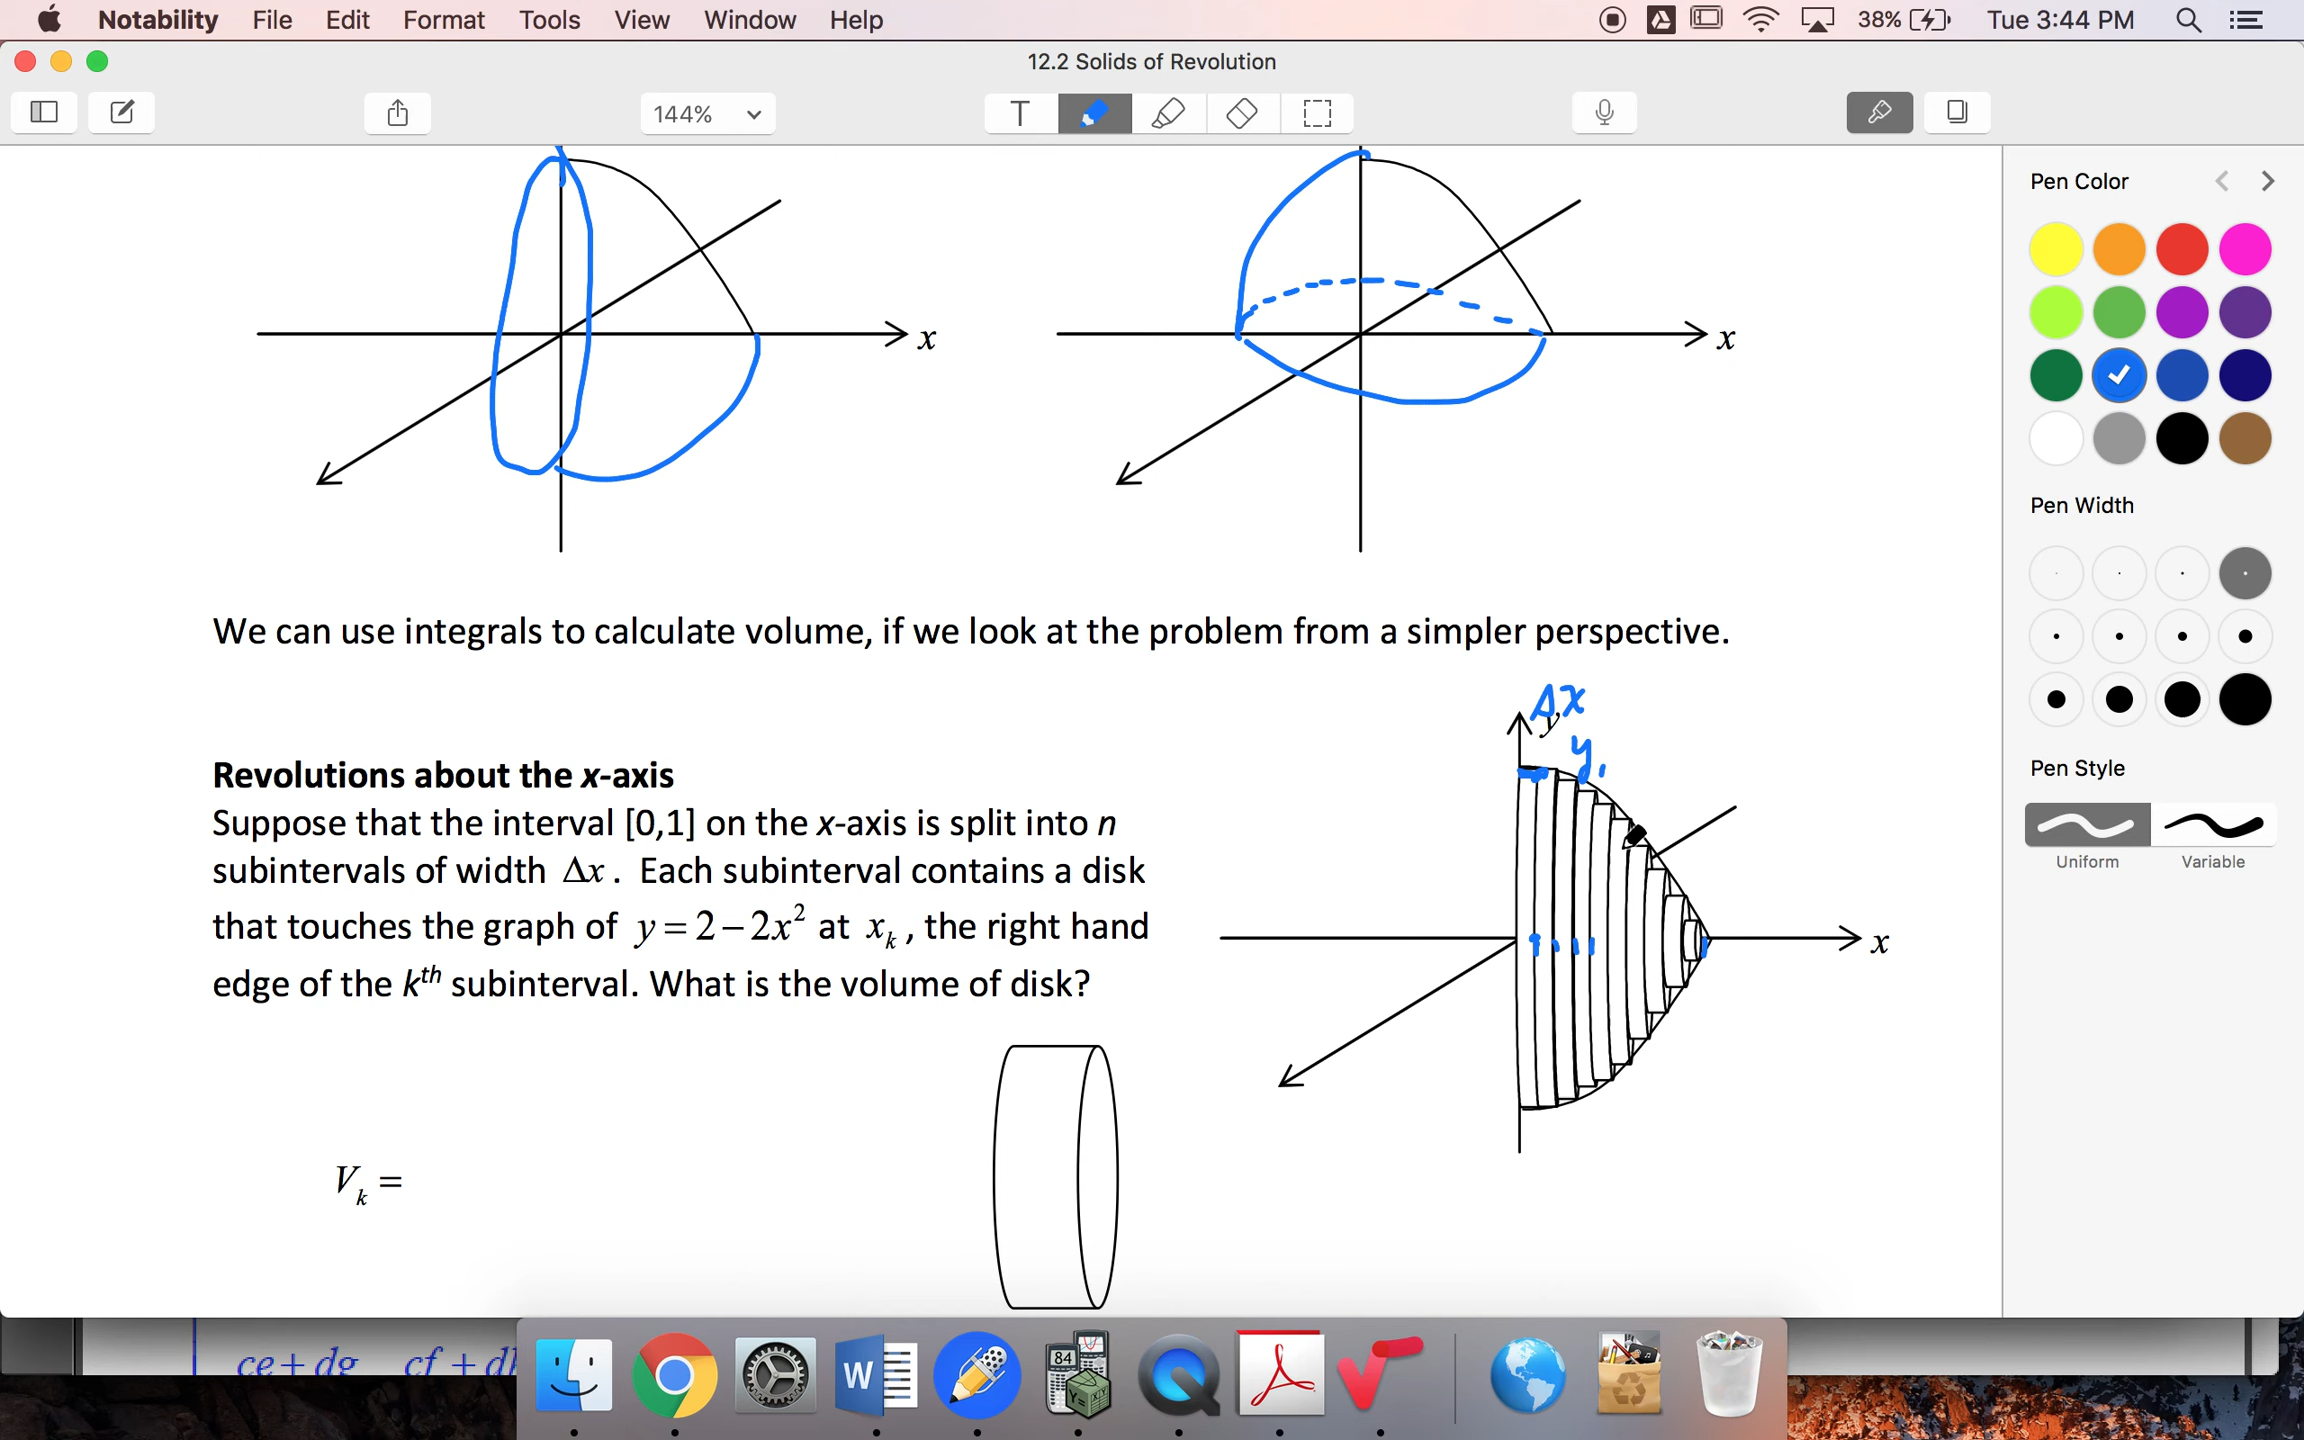 Notability File Edit Format Tools View Window Help 38% Tue 3:44 PM
12.2 Solids of Revolution
144% T
Pen Color
x x
Pen Width
We can use integrals to calculate volume, if we look at the problem from a simpler perspective.
Δx
y
y₁
Pen Style
Uniform Variable
Revolutions about the x-axis
Suppose that the interval [0,1] on the x-axis is split into n
subintervals of width Δx. Each subinterval contains a disk
that touches the graph of y = 2 − 2x² at xₖ, the right hand
edge of the kᵗʰ subinterval. What is the volume of disk?
x
Vₖ =
ce + dg cf + d
W 84 Y= X,Y